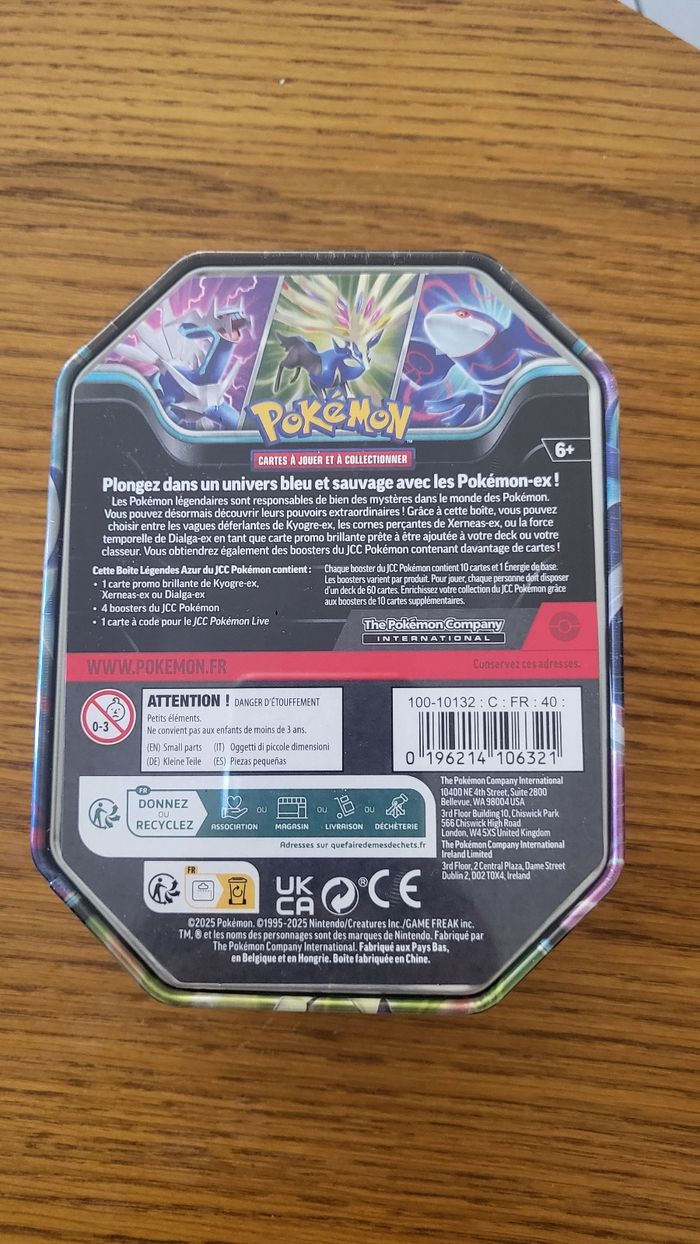 POKÉMON
™
CARTES À JOUER ET À COLLECTIONNER
6+
Plongez dans un univers bleu et sauvage avec les Pokémon-ex !
Les Pokémon légendaires sont responsables de bien des mystères dans le monde des Pokémon.
Vous pouvez désormais découvrir leurs pouvoirs extraordinaires ! Grâce à cette boîte, vous pouvez
choisir entre les vagues déferlantes de Kyogre-ex, les cornes perçantes de Xerneas-ex, ou la force
temporelle de Dialga-ex en tant que carte promo brillante prête à être ajoutée à votre deck ou votre
classeur. Vous obtiendrez également des boosters du JCC Pokémon contenant davantage de cartes !
Cette Boîte Légendes Azur du JCC Pokémon contient :
• 1 carte promo brillante de Kyogre-ex,
Xerneas-ex ou Dialga-ex
• 4 boosters du JCC Pokémon
• 1 carte à code pour le JCC Pokémon Live
Chaque booster du JCC Pokémon contient 10 cartes et 1 Énergie de base.
Les boosters varient par produit. Pour jouer, chaque personne doit disposer
d'un deck de 60 cartes. Enrichissez votre collection du JCC Pokémon grâce
aux boosters de 10 cartes supplémentaires.
The Pokémon Company
INTERNATIONAL
WWW.POKEMON.FR
Conservez ces adresses.
0-3
ATTENTION ! DANGER D'ÉTOUFFEMENT
Petits éléments.
Ne convient pas aux enfants de moins de 3 ans.
(EN) Small parts (IT) Oggetti di piccole dimensioni
(DE) Kleine Teile (ES) Piezas pequeñas
100-10132 : C : FR : 40 :
0 196214 106321
FR
DONNEZ
OU
RECYCLEZ
ASSOCIATION
OU
MAGASIN
OU
LIVRAISON
OU
DÉCHÈTERIE
Adresses sur quefairedemesdechets.fr
The Pokémon Company International
10400 NE 4th Street, Suite 2800
Bellevue, WA 98004 USA
3rd Floor Building 10, Chiswick Park
566 Chiswick High Road
London, W4 5XS United Kingdom
The Pokémon Company International
Ireland Limited
3rd Floor, 2 Central Plaza, Dame Street
Dublin 2, D02 T0X4, Ireland
FR
UK
CA
®
CE
©2025 Pokémon. ©1995-2025 Nintendo/Creatures Inc./GAME FREAK inc.
TM, ® et les noms des personnages sont des marques de Nintendo. Fabriqué par
The Pokémon Company International. Fabriqué aux Pays Bas,
en Belgique et en Hongrie. Boîte fabriquée en Chine.